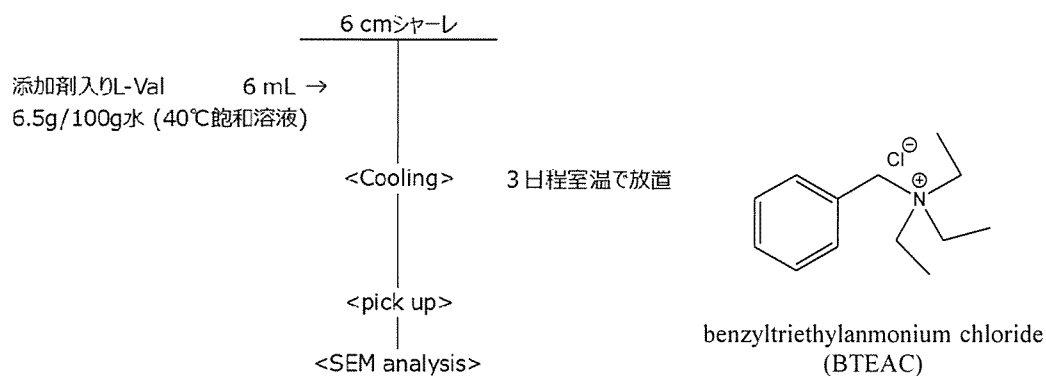 6 cmシャーレ
添加剤入りL-Val 6 mL →
6.5g/100g水 (40℃飽和溶液)
<Cooling> 3日程室温で放置
<pick up>
<SEM analysis>
Cl⊖
⊕
N
benzyltriethylanmonium chloride
(BTEAC)